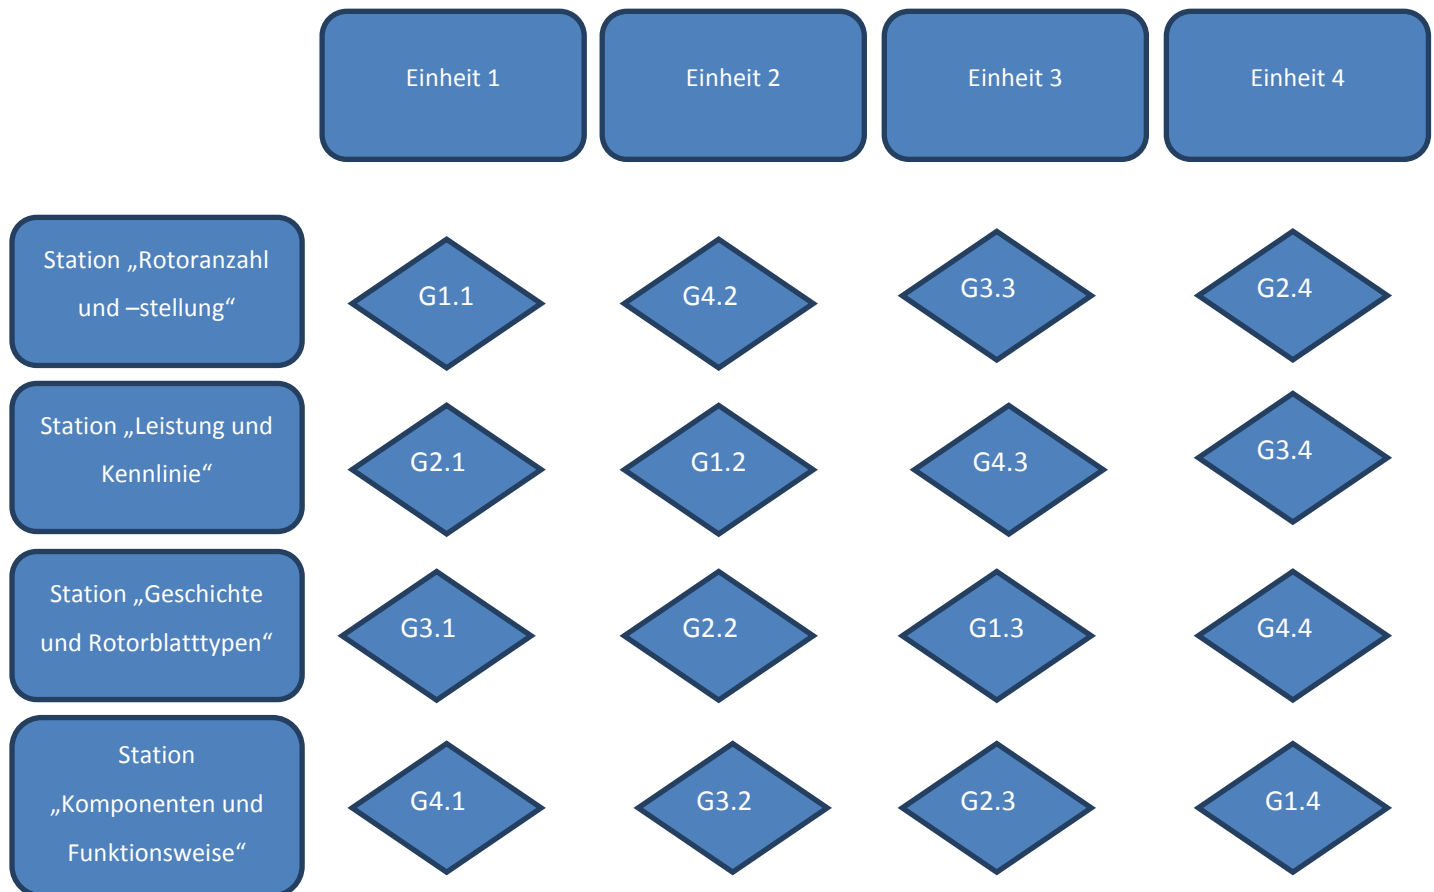 Einheit 1
Einheit 2
Einheit 3
Einheit 4
Station „Rotoranzahl
und –stellung“
G1.1
G4.2
G3.3
G2.4
Station „Leistung und
Kennlinie“
G2.1
G1.2
G4.3
G3.4
Station „Geschichte
und Rotorblatttypen“
G3.1
G2.2
G1.3
G4.4
Station
„Komponenten und
Funktionsweise“
G4.1
G3.2
G2.3
G1.4